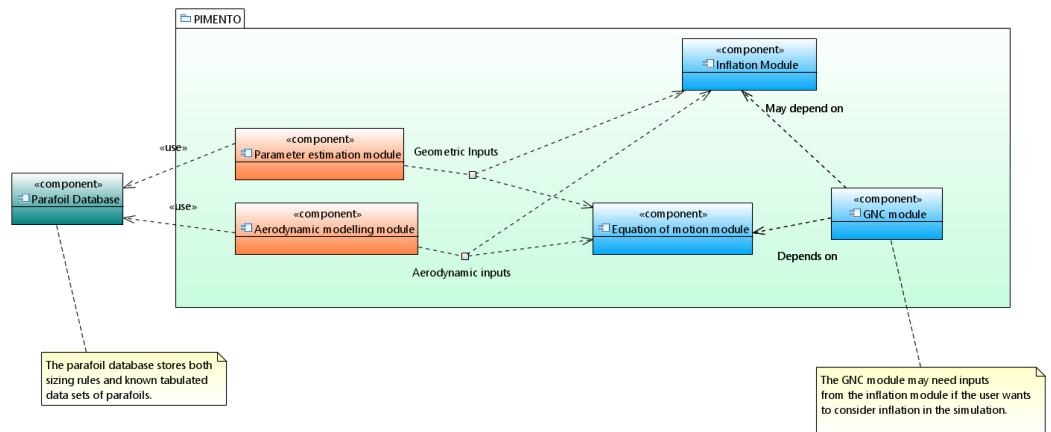 PIMENTO
«component»
Inflation Module
May depend on
«component»
Parameter estimation module
Geometric Inputs
«use»
«component»
Parafoil Database
«use»
«component»
Aerodynamic modelling module
«component»
Equation of motion module
«component»
GNC module
Depends on
Aerodynamic inputs
The parafoil database stores both
sizing rules and known tabulated
data sets of parafoils.
The GNC module may need inputs
from the inflation module if the user wants
to consider inflation in the simulation.